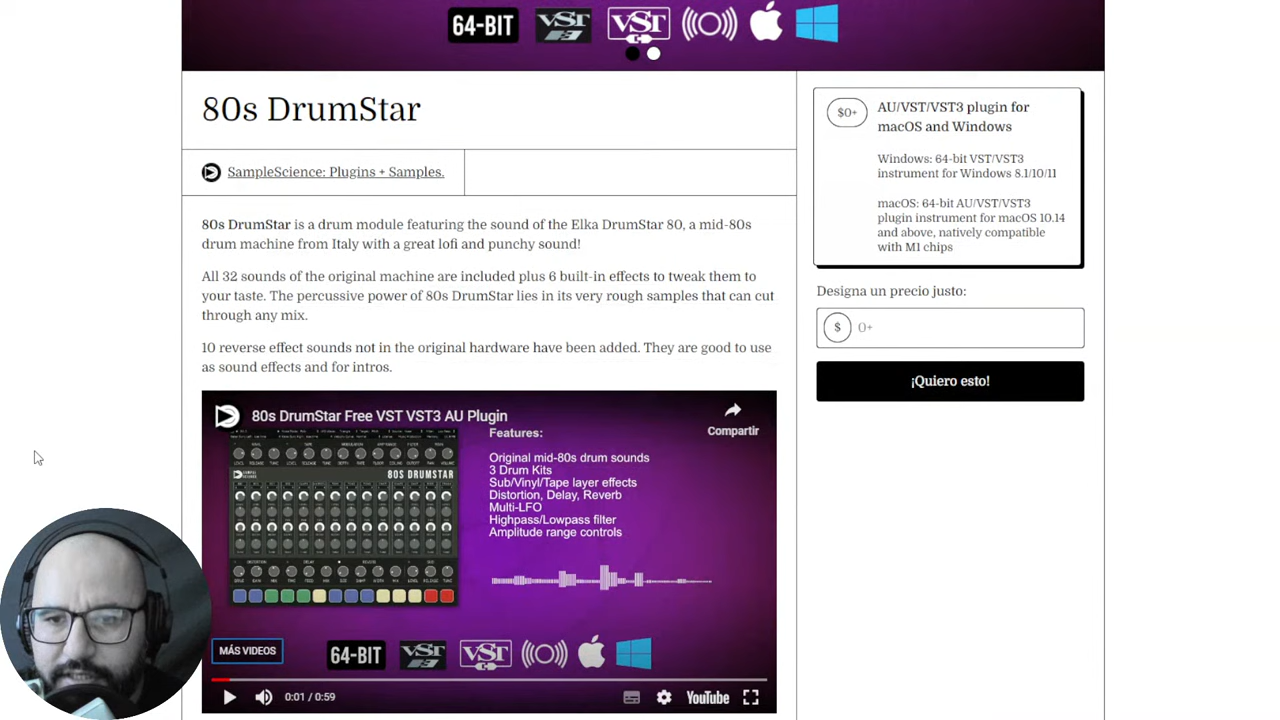 64-BIT VST3 VST
80s DrumStar
SampleScience: Plugins + Samples.
80s DrumStar is a drum module featuring the sound of the Elka DrumStar 80, a mid-80s
drum machine from Italy with a great lofi and punchy sound!
All 32 sounds of the original machine are included plus 6 built-in effects to tweak them to
your taste. The percussive power of 80s DrumStar lies in its very rough samples that can cut
through any mix.
10 reverse effect sounds not in the original hardware have been added. They are good to use
as sound effects and for intros.
80s DrumStar Free VST VST3 AU Plugin
Compartir
Features:
Original mid-80s drum sounds
3 Drum Kits
Sub/Vinyl/Tape layer effects
Distortion, Delay, Reverb
Multi-LFO
Highpass/Lowpass filter
Amplitude range controls
80S DRUMSTAR
MÁS VIDEOS
64-BIT VST3 VST
0:01 / 0:59
YouTube
$0+
AU/VST/VST3 plugin for
macOS and Windows
Windows: 64-bit VST/VST3
instrument for Windows 8.1/10/11
macOS: 64-bit AU/VST/VST3
plugin instrument for macOS 10.14
and above, natively compatible
with M1 chips
Designa un precio justo:
$ 0+
¡Quiero esto!